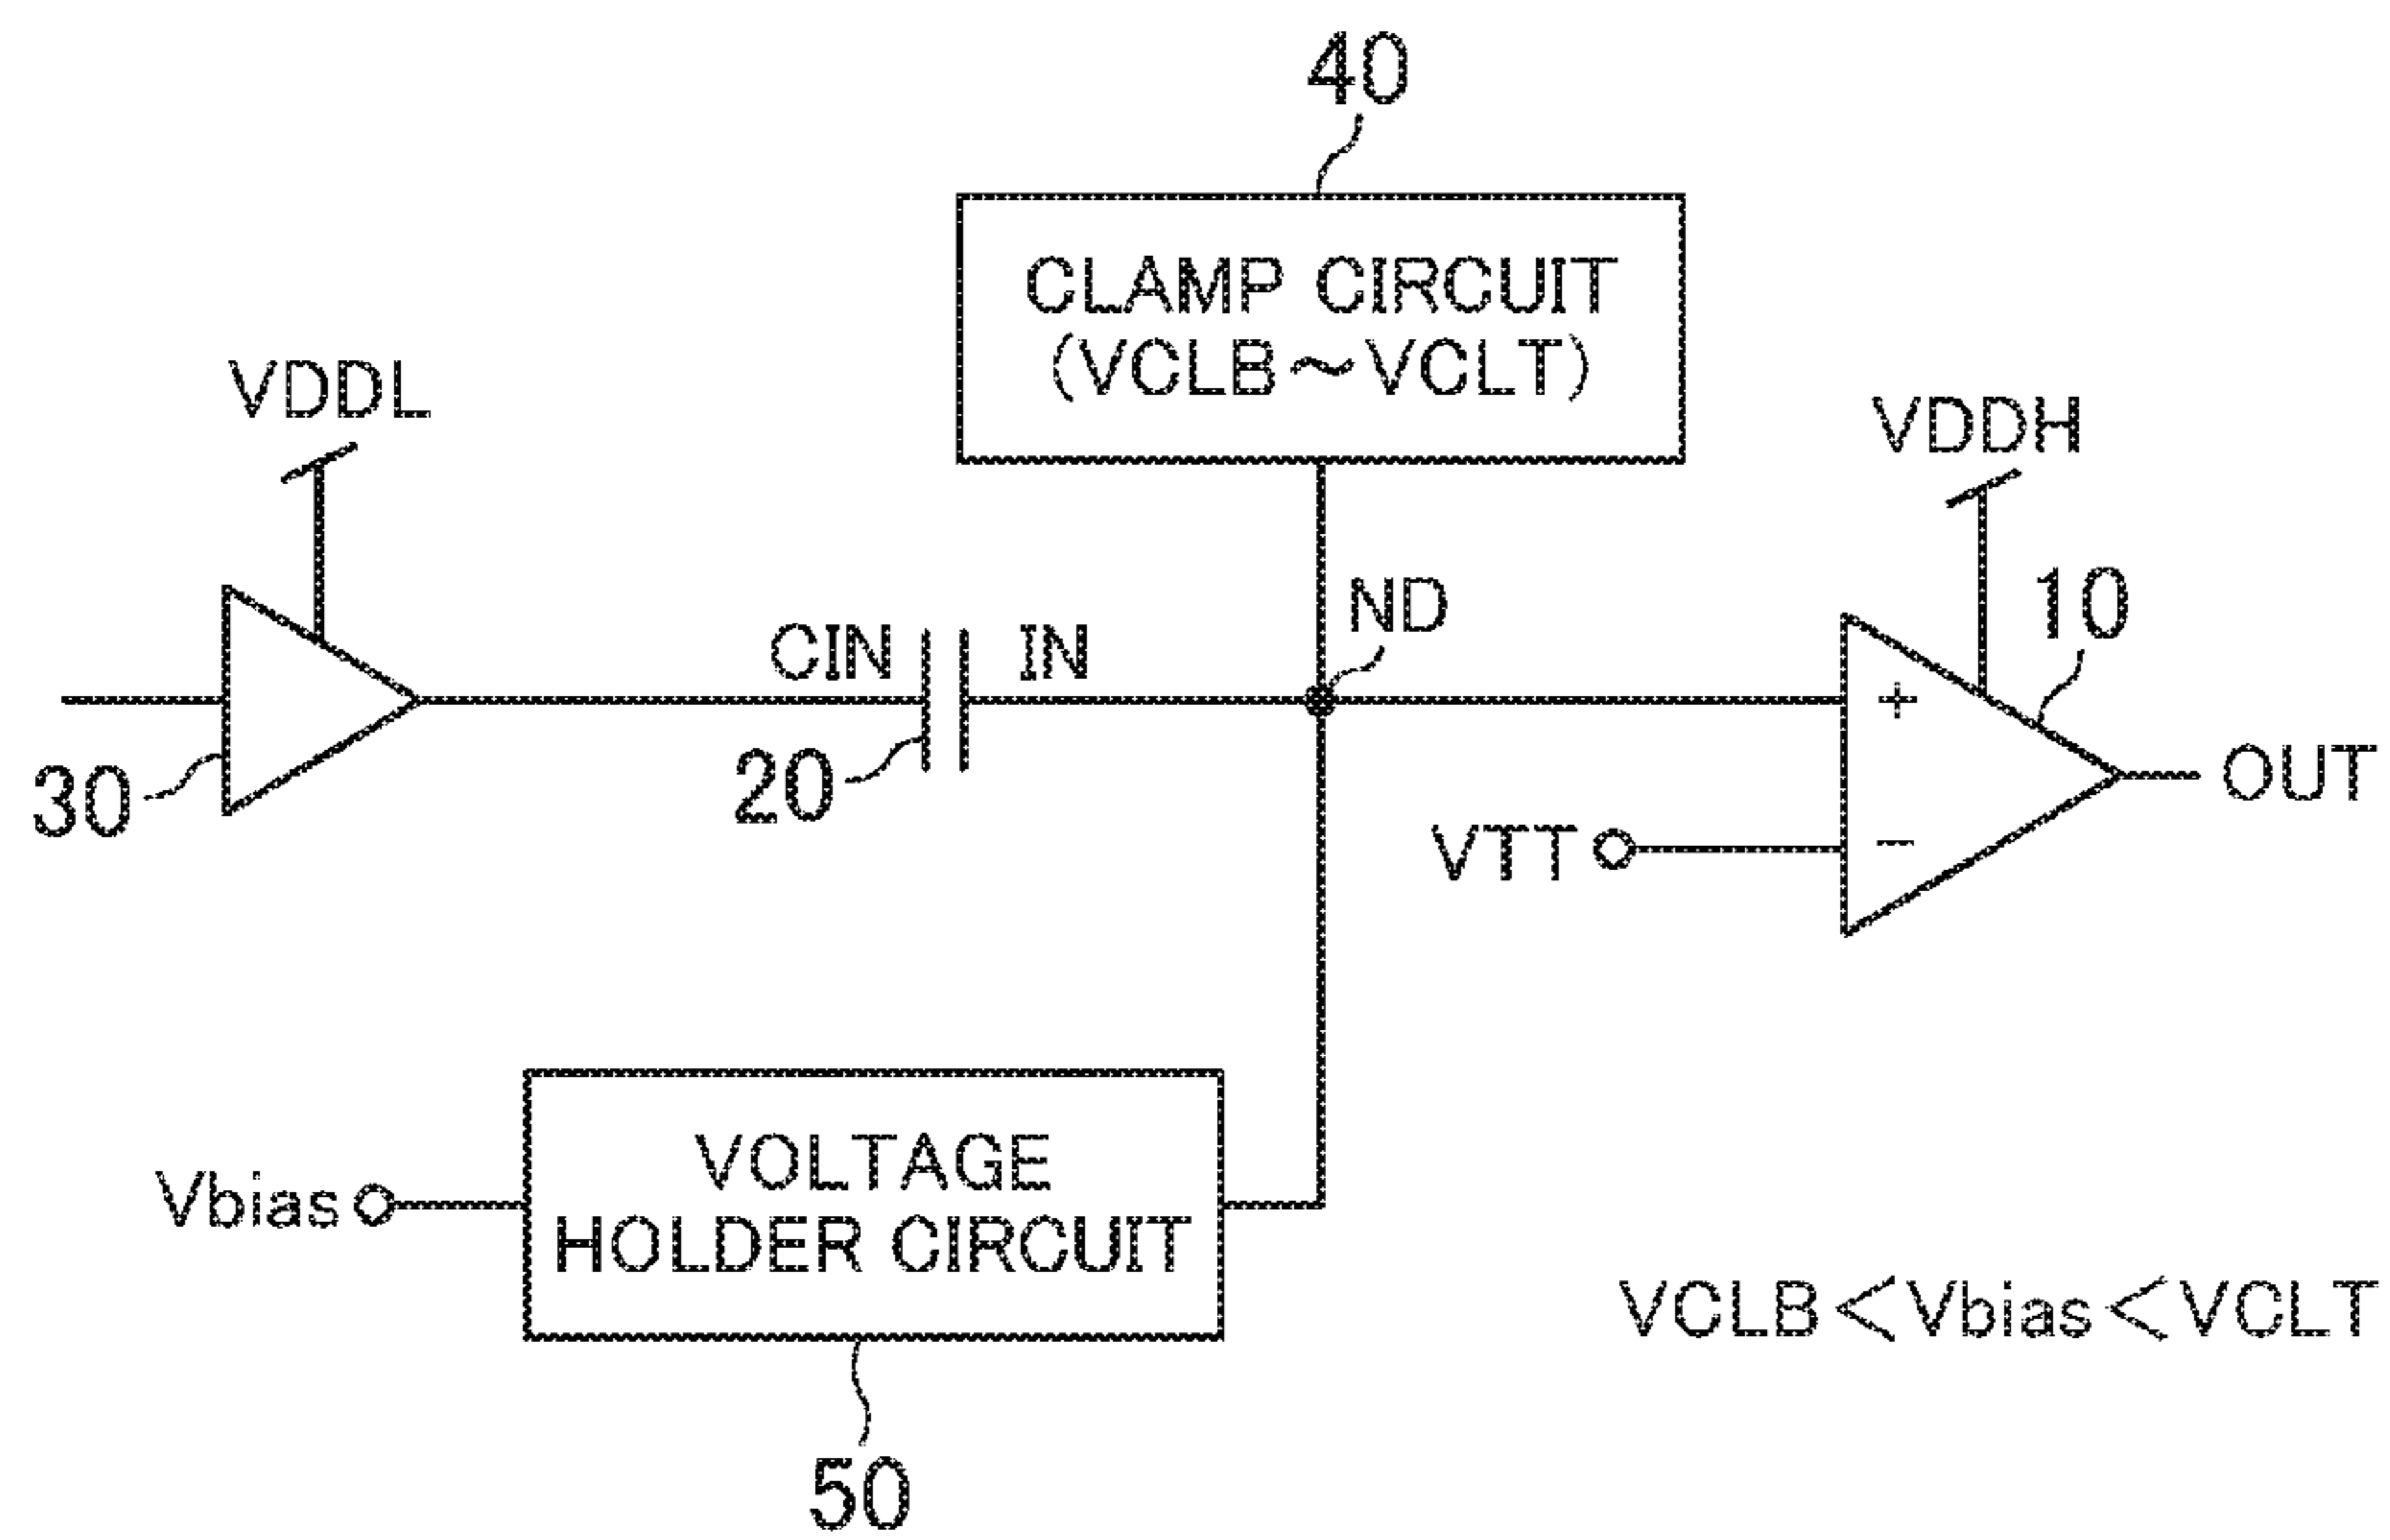 40
CLAMP CIRCUIT
(VCLB~VCLT)
VDDL
VDDH
ND
10
CIN
IN
+
30
20
OUT
VTT
−
Vbias
VOLTAGE
HOLDER CIRCUIT
VCLB<Vbias<VCLT
50